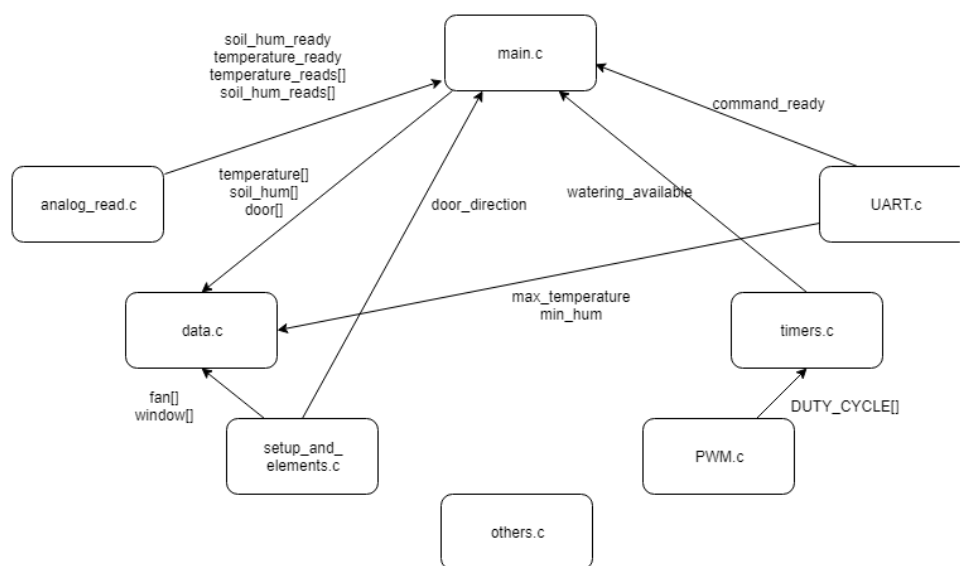 soil_hum_ready
temperature_ready
temperature_reads[]
soil_hum_reads[]
main.c
command_ready
analog_read.c
temperature[]
soil_hum[]
door[]
door_direction
watering_available
UART.c
max_temperature
min_hum
data.c
timers.c
fan[]
window[]
DUTY_CYCLE[]
setup_and_
elements.c
PWM.c
others.c